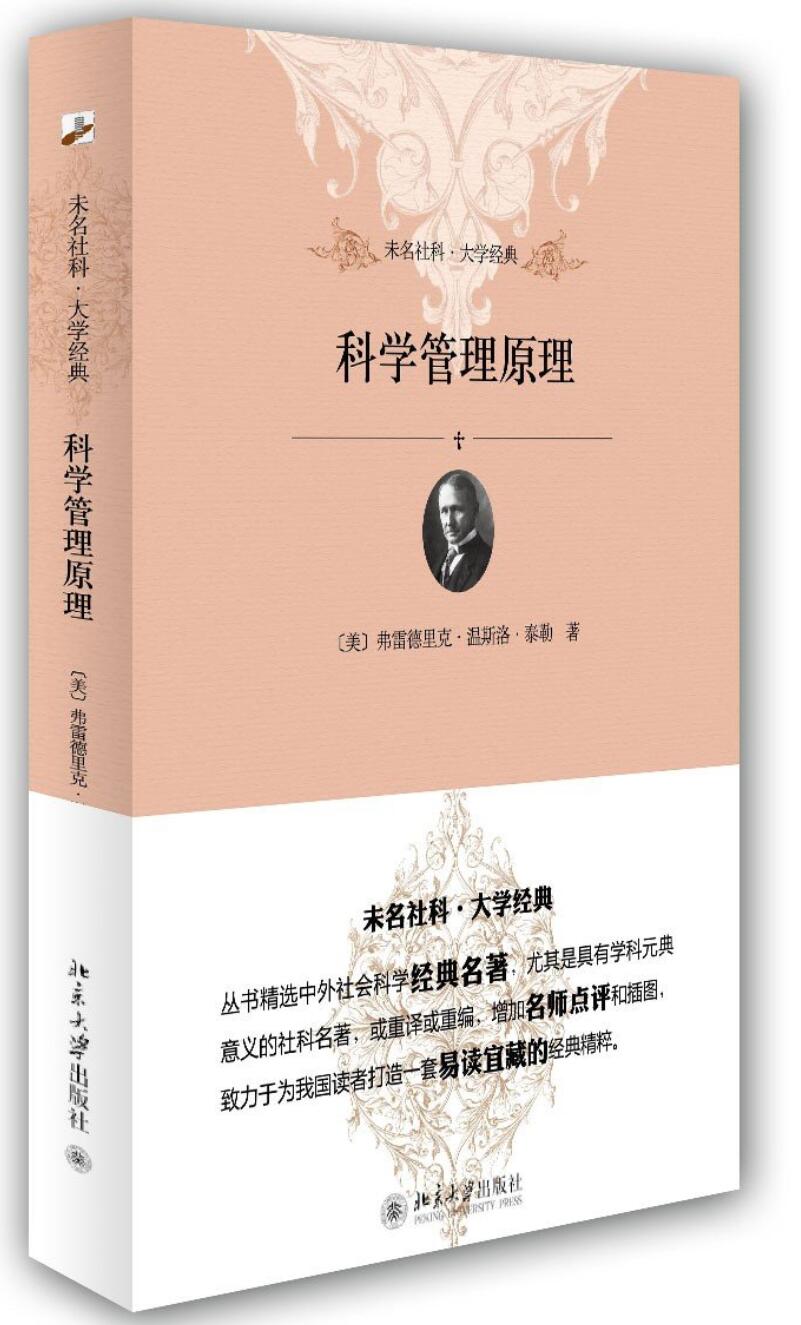 未名社科·大学经典
科学管理原理
〔美〕弗雷德里克·
北京大学出版社
未名社科·大学经典
科学管理原理
〔美〕弗雷德里克·温斯洛·泰勒 著
未名社科·大学经典
丛书精选中外社会科学经典名著，尤其是具有学科元典
意义的社科名著，或重译或重编，增加名师点评和插图，
致力于为我国读者打造一套易读宜藏的经典精粹。
北京大学出版社
PEKING UNIVERSITY PRESS